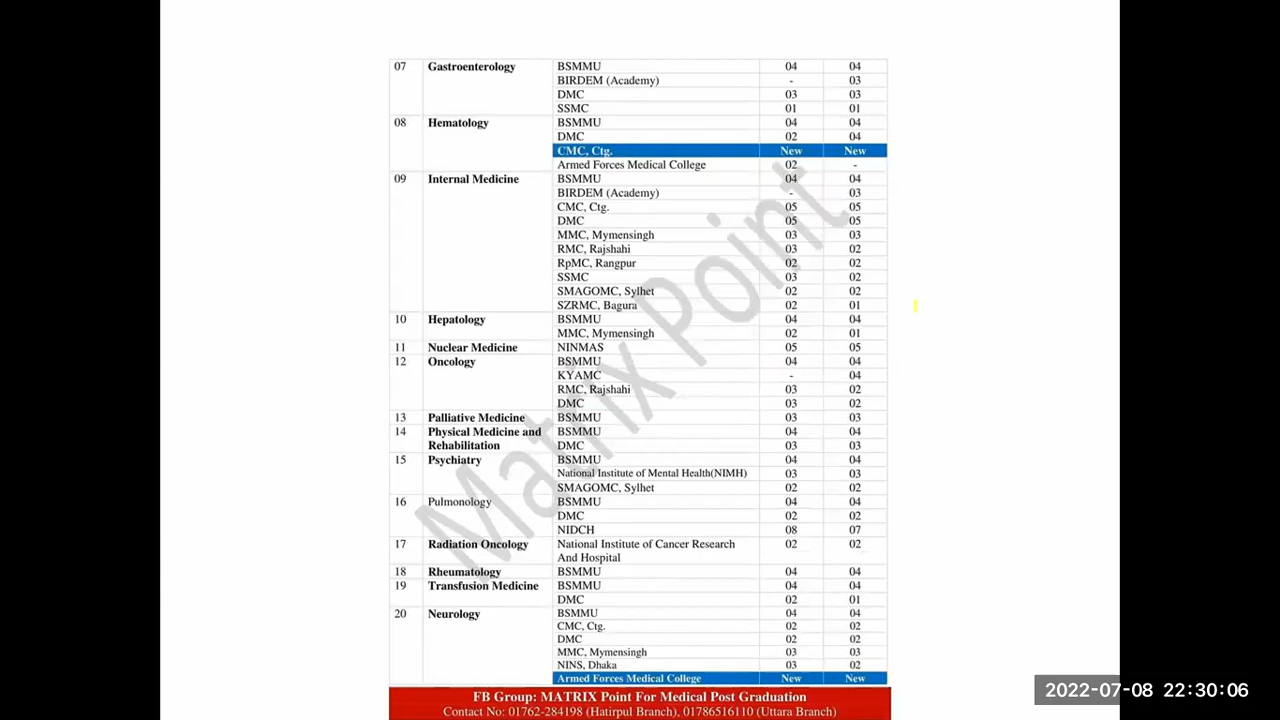 07 Gastroenterology BSMMU 04 04
BIRDEM (Academy) - 03
DMC 03 03
SSMC 01 01
08 Hematology BSMMU 04 04
DMC 02 04
CMC, Ctg. New New
Armed Forces Medical College 02 -
09 Internal Medicine BSMMU 04 04
BIRDEM (Academy) - 03
CMC, Ctg. 05 05
DMC 05 05
MMC, Mymensingh 03 03
RMC, Rajshahi 03 02
RpMC, Rangpur 02 02
SSMC 03 02
SMAGOMC, Sylhet 02 02
SZRMC, Bagura 02 01
10 Hepatology BSMMU 04 04
MMC, Mymensingh 02 01
11 Nuclear Medicine NINMAS 05 05
12 Oncology BSMMU 04 04
KYAMC - 04
RMC, Rajshahi 03 02
DMC 03 02
13 Palliative Medicine BSMMU 03 03
14 Physical Medicine and BSMMU 04 04
Rehabilitation DMC 03 03
15 Psychiatry BSMMU 04 04
National Institute of Mental Health(NIMH) 03 03
SMAGOMC, Sylhet 02 02
16 Pulmonology BSMMU 04 04
DMC 02 02
NIDCH 08 07
17 Radiation Oncology National Institute of Cancer Research 02 02
And Hospital
18 Rheumatology BSMMU 04 04
19 Transfusion Medicine BSMMU 04 04
DMC 02 01
20 Neurology BSMMU 04 04
CMC, Ctg. 02 02
DMC 02 02
MMC, Mymensingh 03 03
NINS, Dhaka 03 02
Armed Forces Medical College New New
Matrix Point
FB Group: MATRIX Point For Medical Post Graduation
Contact No: 01762-284198 (Hatirpul Branch), 01786516110 (Uttara Branch)
2022-07-08 22:30:06